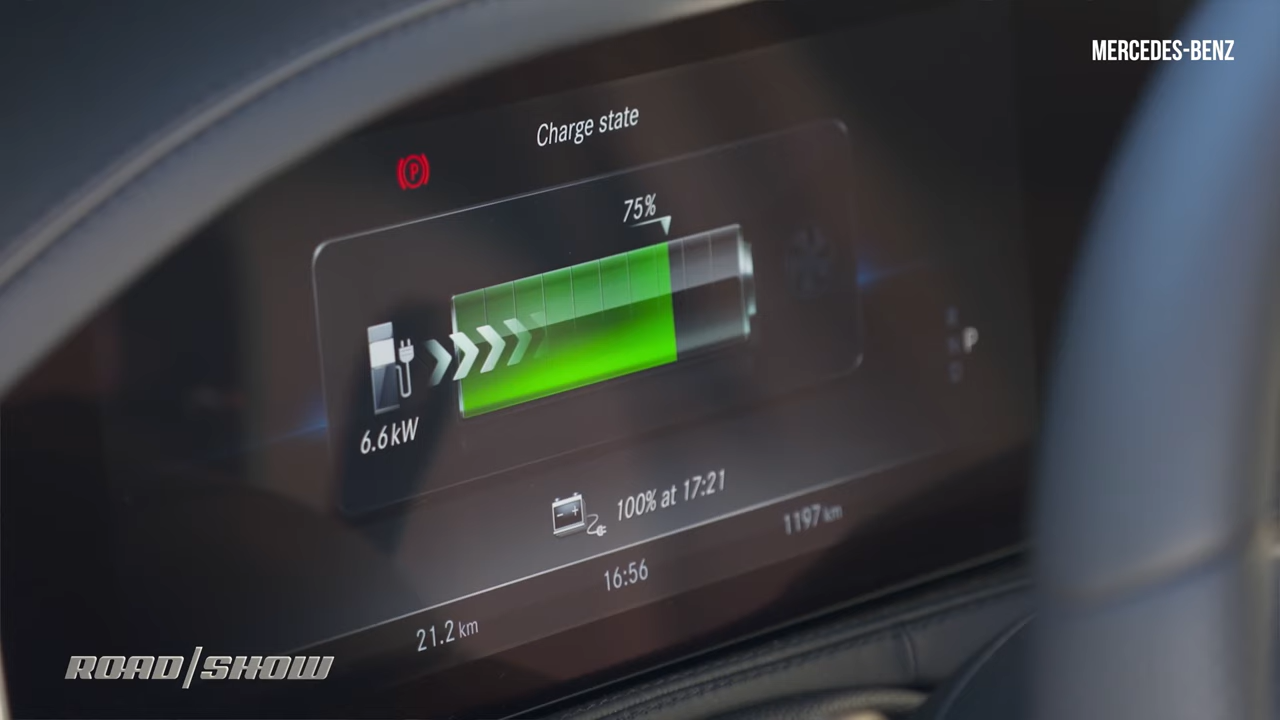 MERCEDES-BENZ
Charge state
P
75%
6.6 kW
P
100% at 17:21
1197 km
16:56
21.2 km
ROAD/SHOW